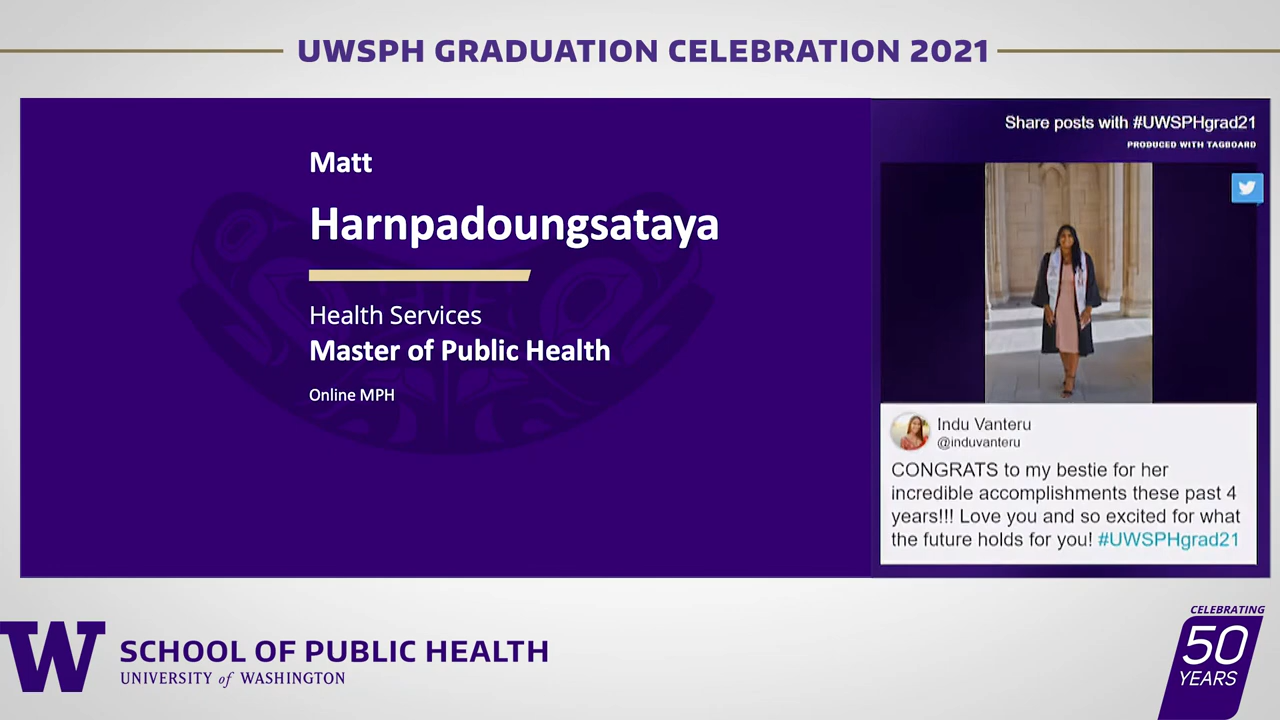 UWSPH GRADUATION CELEBRATION 2021
Matt
Harnpadoungsataya
Health Services
Master of Public Health
Online MPH
Share posts with #UWSPHgrad21
PRODUCED WITH TAGBOARD
Indu Vanteru
@induvanteru
CONGRATS to my bestie for her
incredible accomplishments these past 4
years!!! Love you and so excited for what
the future holds for you! #UWSPHgrad21
W SCHOOL OF PUBLIC HEALTH
UNIVERSITY of WASHINGTON
CELEBRATING
50
YEARS